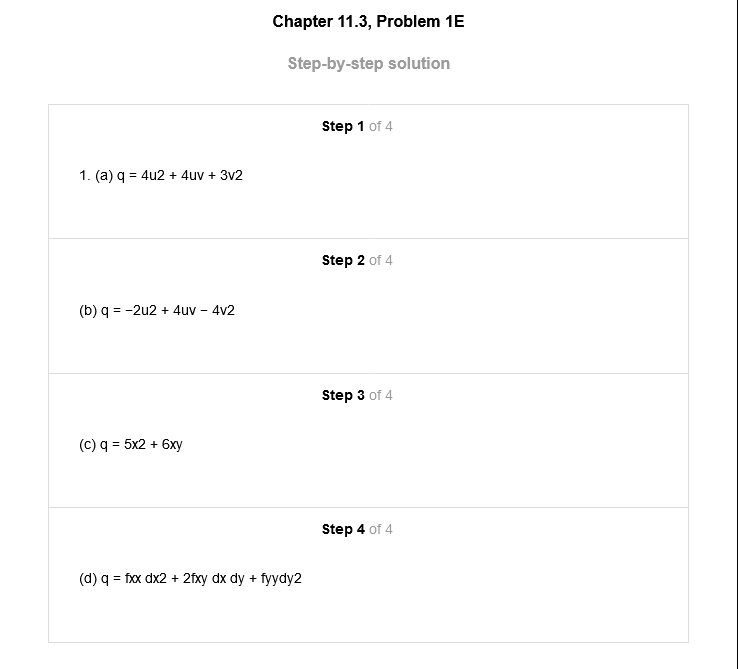 Chapter 11.3, Problem 1E
Step-by-step solution
Step 1 of 4
1. (a) q = 4u2 + 4uv + 3v2
Step 2 of 4
(b) q = −2u2 + 4uv − 4v2
Step 3 of 4
(c) q = 5x2 + 6xy
Step 4 of 4
(d) q = fxx dx2 + 2fxy dx dy + fyydy2